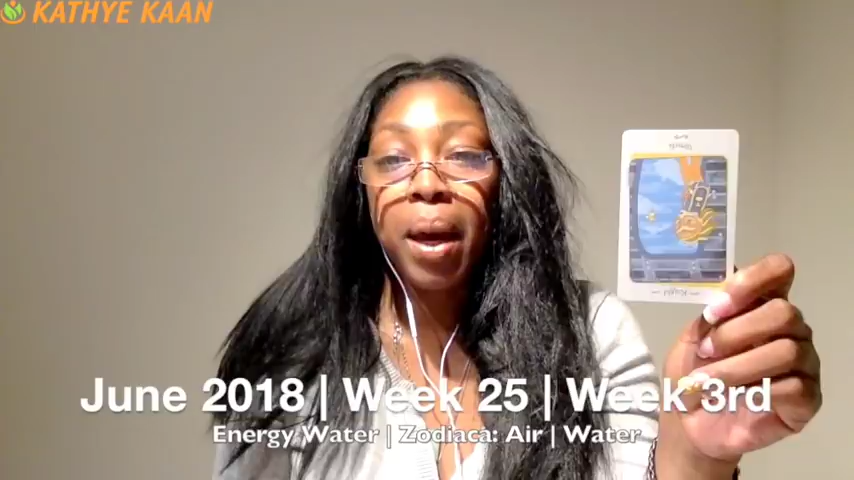 KATHYE KAAN
June 2018 | Week 25 | Week 3rd
Energy Water | Zodiaca: Air | Water